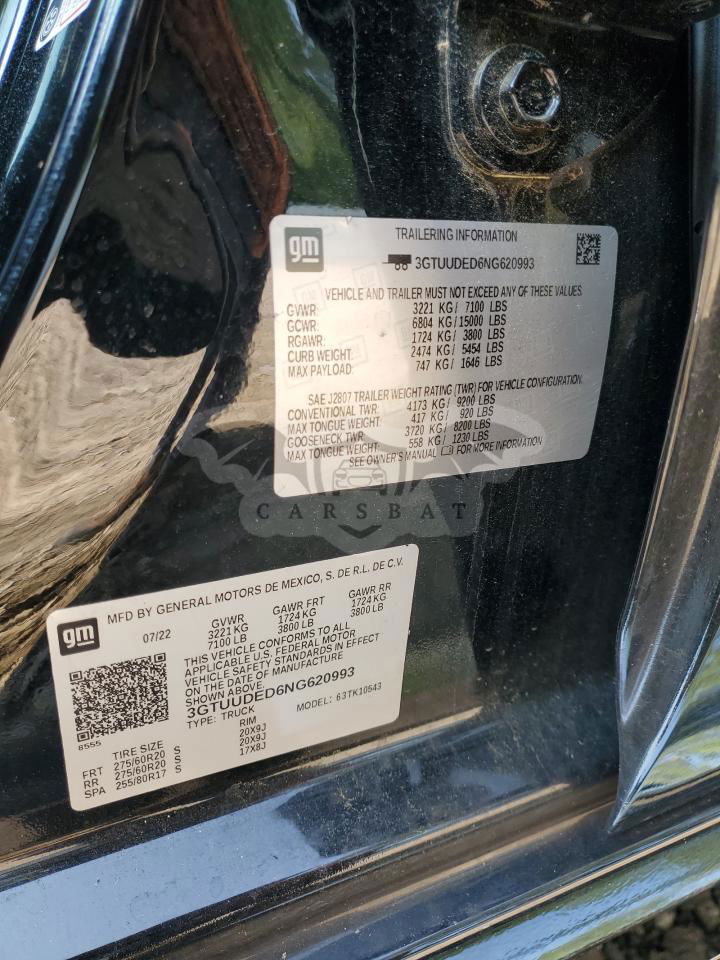 gm
TRAILERING INFORMATION
3GTUUDED6NG620993
VEHICLE AND TRAILER MUST NOT EXCEED ANY OF THESE VALUES
GVWR: 3221 KG/ 7100 LBS
GCWR: 6804 KG/15000 LBS
RGAWR: 1724 KG/ 3800 LBS
CURB WEIGHT: 2474 KG/ 5454 LBS
MAX PAYLOAD: 747 KG/ 1646 LBS
SAE J2807 TRAILER WEIGHT RATING (TWR) FOR VEHICLE CONFIGURATION
CONVENTIONAL TWR: 4173 KG/ 9200 LBS
MAX TONGUE WEIGHT: 417 KG/ 920 LBS
GOOSENECK TWR: 3720 KG/ 8200 LBS
MAX TONGUE WEIGHT: 558 KG/ 1230 LBS
SEE OWNER'S MANUAL FOR MORE INFORMATION
CARSBAT
gm
MFD BY GENERAL MOTORS DE MEXICO, S. DE R.L. DE C.V.
07/22 GVWR GAWR FRT GAWR RR
3221 KG 1724 KG 1724 KG
7100 LB 3800 LB 3800 LB
THIS VEHICLE CONFORMS TO ALL
APPLICABLE U.S. FEDERAL MOTOR
VEHICLE SAFETY STANDARDS IN EFFECT
ON THE DATE OF MANUFACTURE
SHOWN ABOVE.
3GTUUDED6NG620993
TYPE: TRUCK MODEL: 63TK10543
8555
TIRE SIZE RIM
FRT 275/60R20 S 20X9J
RR 275/60R20 S 20X9J
SPA 255/80R17 S 17X8J